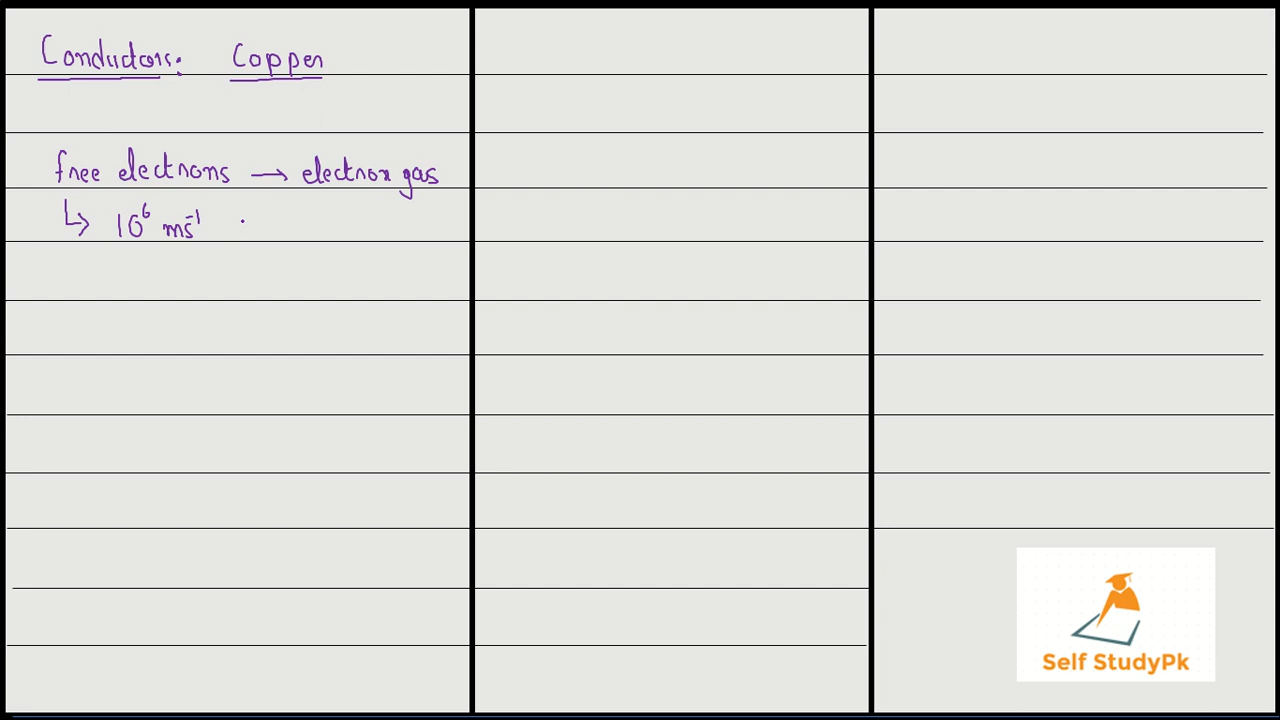 Conductors: Copper
free electrons → electron gas
↳ 10⁶ ms⁻¹ .
Self StudyPk